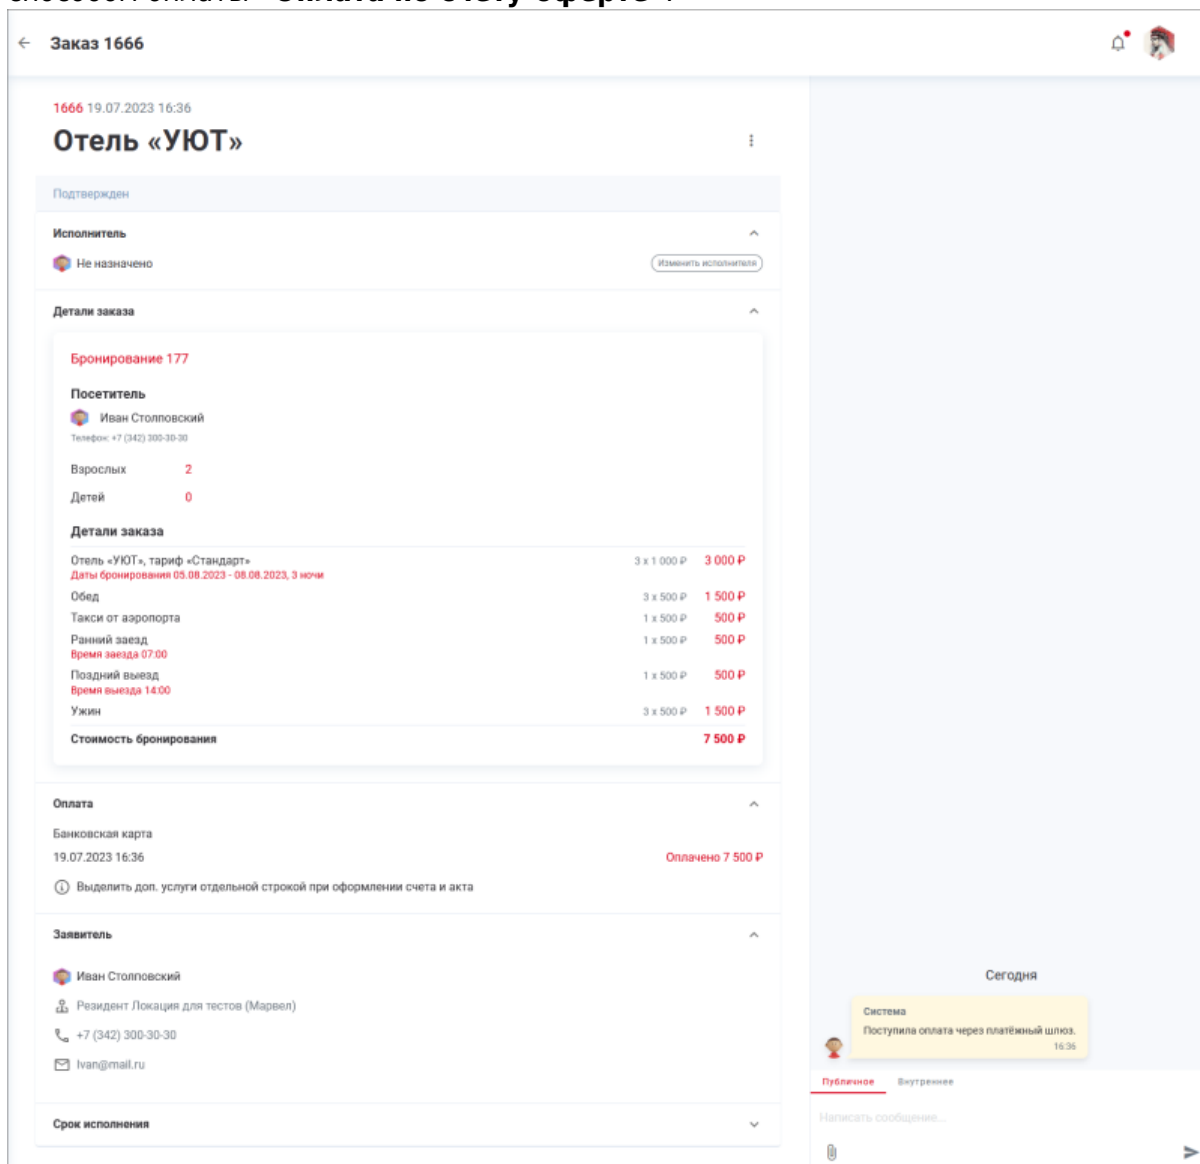 способом оплаты "Оплата по счету-оферте".
Заказ 1666
1666 19.07.2023 16:36
Отель «УЮТ»
Подтвержден
Исполнитель
Не назначено
Изменить исполнителя
Детали заказа
Бронирование 177
Посетитель
Иван Столповский
Телефон: +7 (342) 300-30-30
Взрослых 2
Детей 0
Детали заказа
Отель «УЮТ», тариф «Стандарт» 3 x 1 000 ₽ 3 000 ₽
Даты бронирования 05.08.2023 - 08.08.2023, 3 ночи
Обед 3 x 500 ₽ 1 500 ₽
Такси от аэропорта 1 x 500 ₽ 500 ₽
Ранний заезд 1 x 500 ₽ 500 ₽
Время заезда 07:00
Поздний выезд 1 x 500 ₽ 500 ₽
Время выезда 14:00
Ужин 3 x 500 ₽ 1 500 ₽
Стоимость бронирования 7 500 ₽
Оплата
Банковская карта
19.07.2023 16:36 Оплачено 7 500 ₽
Выделить доп. услуги отдельной строкой при оформлении счета и акта
Заявитель
Иван Столповский
Резидент Локация для тестов (Марвел)
+7 (342) 300-30-30
Ivan@mail.ru
Срок исполнения
Сегодня
Система
Поступила оплата через платёжный шлюз.
16:36
Публичное Внутреннее
Написать сообщение...